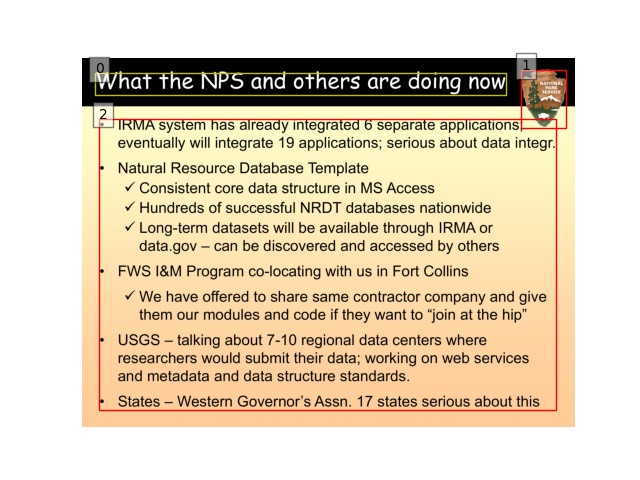 0
1
What the NPS and others are doing now
NATIONAL
PARK
SERVICE
2
• IRMA system has already integrated 6 separate applications;
eventually will integrate 19 applications; serious about data integr.
• Natural Resource Database Template
✓ Consistent core data structure in MS Access
✓ Hundreds of successful NRDT databases nationwide
✓ Long-term datasets will be available through IRMA or
data.gov – can be discovered and accessed by others
• FWS I&M Program co-locating with us in Fort Collins
✓ We have offered to share same contractor company and give
them our modules and code if they want to “join at the hip”
• USGS – talking about 7-10 regional data centers where
researchers would submit their data; working on web services
and metadata and data structure standards.
• States – Western Governor’s Assn. 17 states serious about this